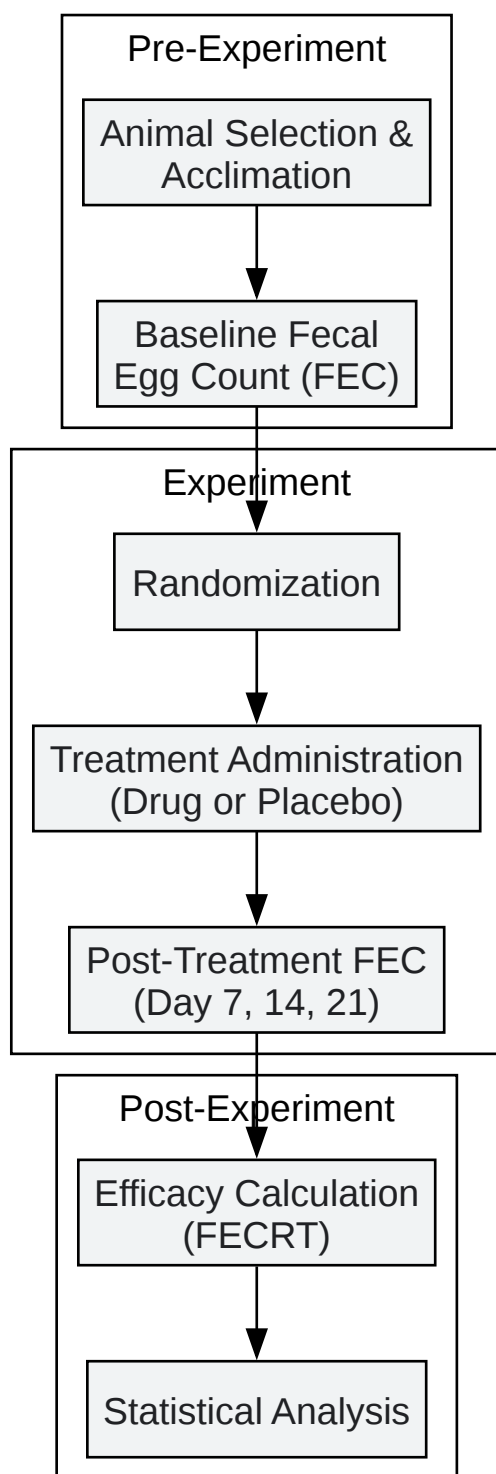 Pre-Experiment
Animal Selection &
Acclimation
Baseline Fecal
Egg Count (FEC)
Experiment
Randomization
Treatment Administration
(Drug or Placebo)
Post-Treatment FEC
(Day 7, 14, 21)
Post-Experiment
Efficacy Calculation
(FECRT)
Statistical Analysis